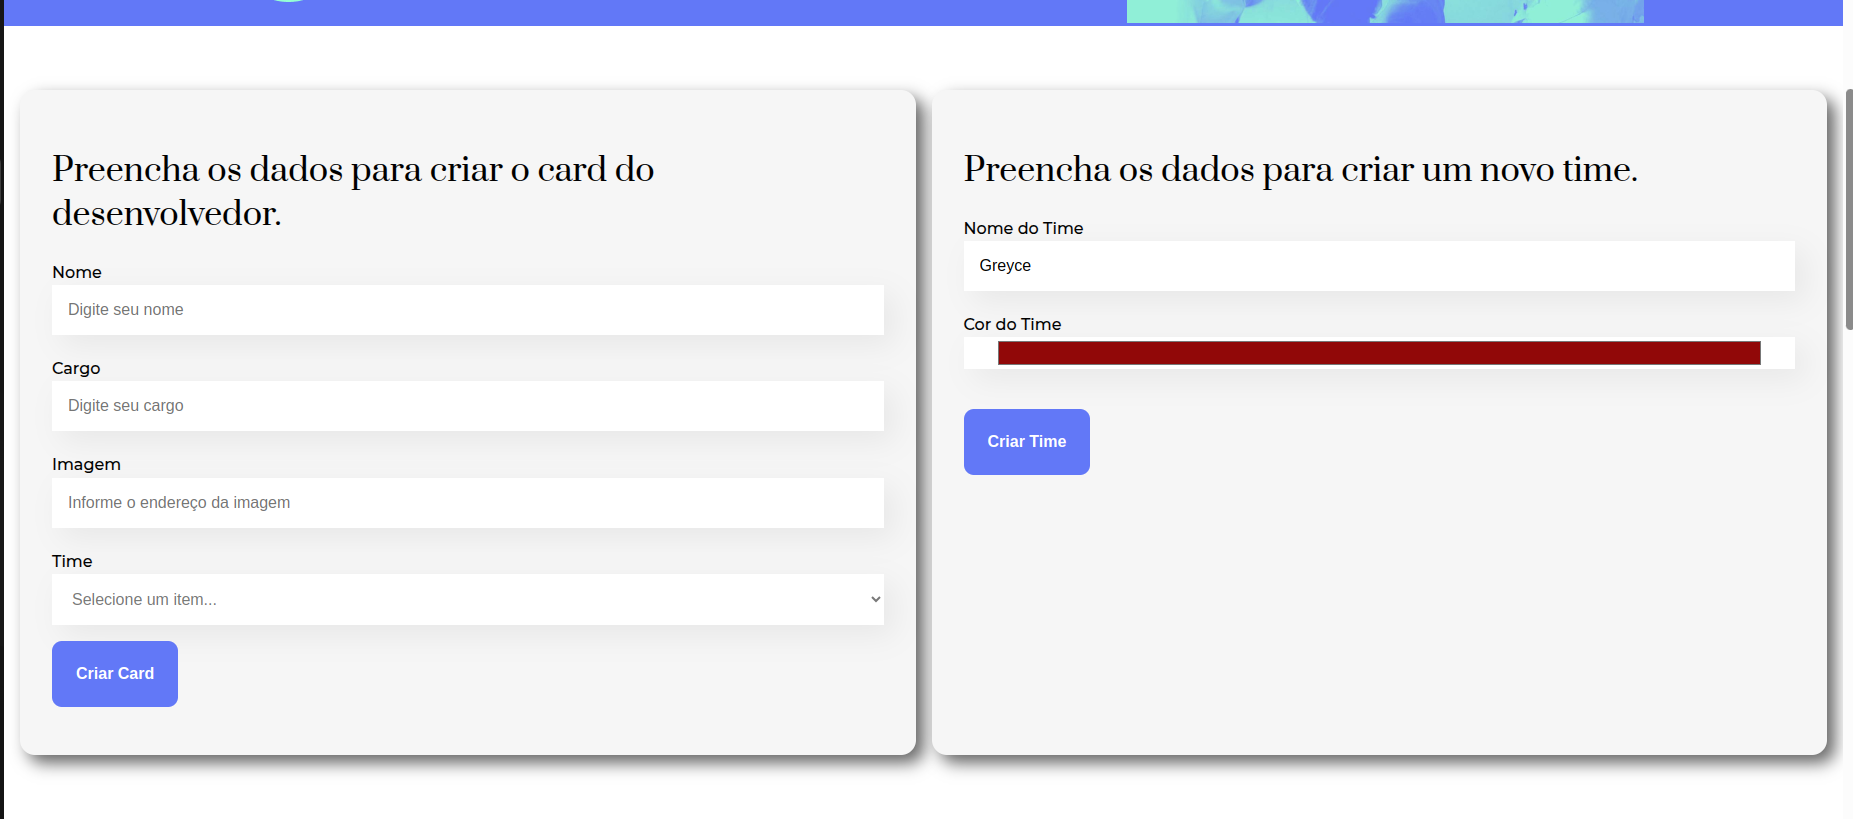 Preencha os dados para criar o card do
desenvolvedor.
Nome
Digite seu nome
Cargo
Digite seu cargo
Imagem
Informe o endereço da imagem
Time
Selecione um item...
Criar Card
Preencha os dados para criar um novo time.
Nome do Time
Greyce
Cor do Time
Criar Time